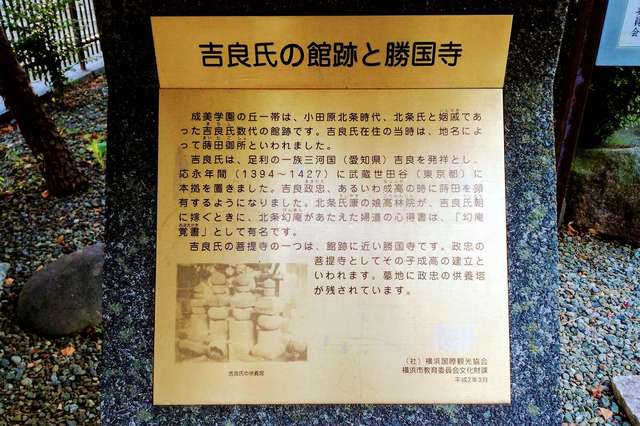 吉良氏の館跡と勝国寺
成美学園の丘一帯は、小田原北条時代、北条氏と姻戚であ
った吉良氏数代の館跡です。吉良氏在住の当時は、地名によ
って蒔田御所といわれました。
吉良氏は、足利の一族三河国（愛知県）吉良を発祥とし、
応永年間（1394〜1427）に武蔵世田谷（東京都）に
本拠を置きました。吉良政忠、あるいわ成高の時に蒔田を領
有するようになりました。北条氏康の娘高林院が、吉良氏朝
に嫁ぐときに、北条幻庵があたえた婦道の心得書は、「幻庵
覚書」として有名です。
吉良氏の菩提寺の一つは、館跡に近い勝国寺です。政忠の
菩提寺としてその子成高の建立と
いわれます。墓地に政忠の供養塔
が残されています。
吉良氏の供養塔
（社）横浜国際観光協会
横浜市教育委員会文化財課
平成2年3月